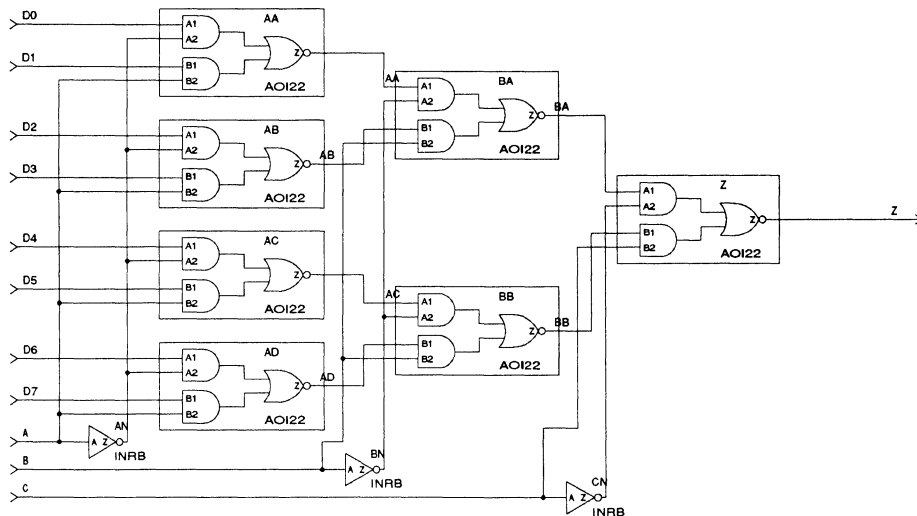 D0
A1
A2
AA
Z
D1
B1
B2
AOI22
AA
A1
A2
BA
Z
BA
B1
B2
AOI22
D2
A1
A2
AB
Z
AB
D3
B1
B2
AOI22
A1
A2
Z
Z
Z
B1
B2
AOI22
D4
A1
A2
AC
Z
D5
B1
B2
AOI22
AC
A1
A2
BB
Z
BB
B1
B2
AOI22
D6
A1
A2
AD
Z
AD
D7
B1
B2
AOI22
A
A Z
AN
INRB
B
A Z
BN
INRB
C
A Z
CN
INRB